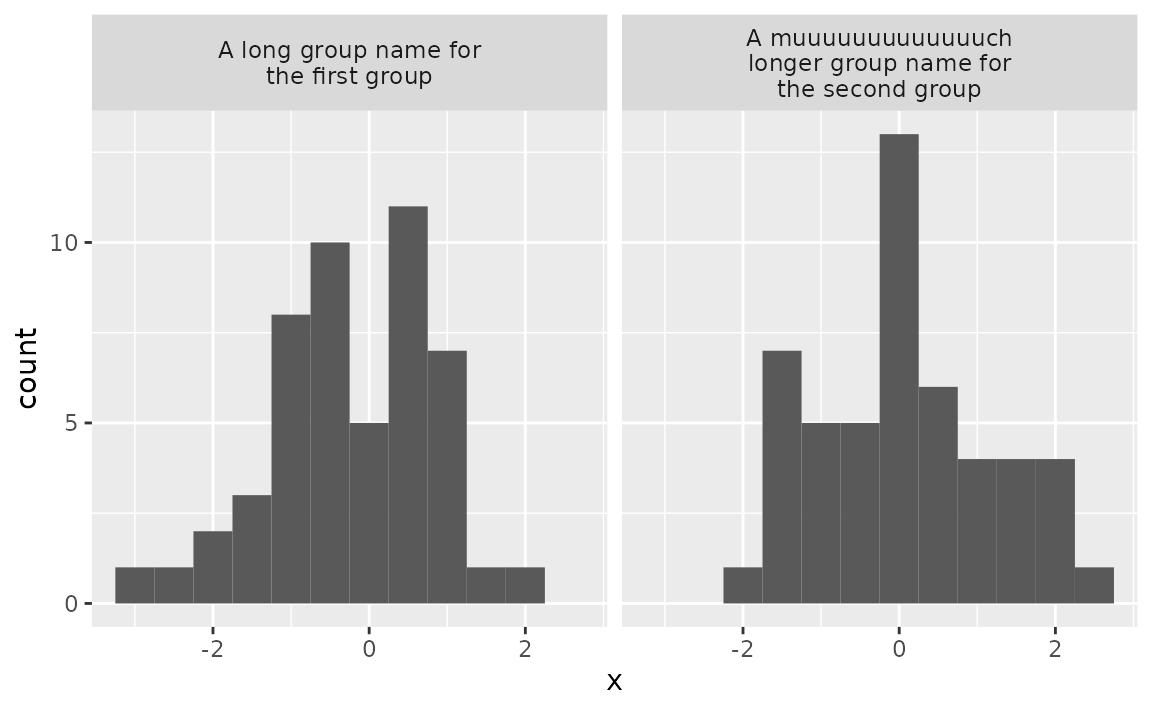 A long group name for
the first group
A muuuuuuuuuuuuuch
longer group name for
the second group
10
5
0
count
-2 0 2
-2 0 2
x